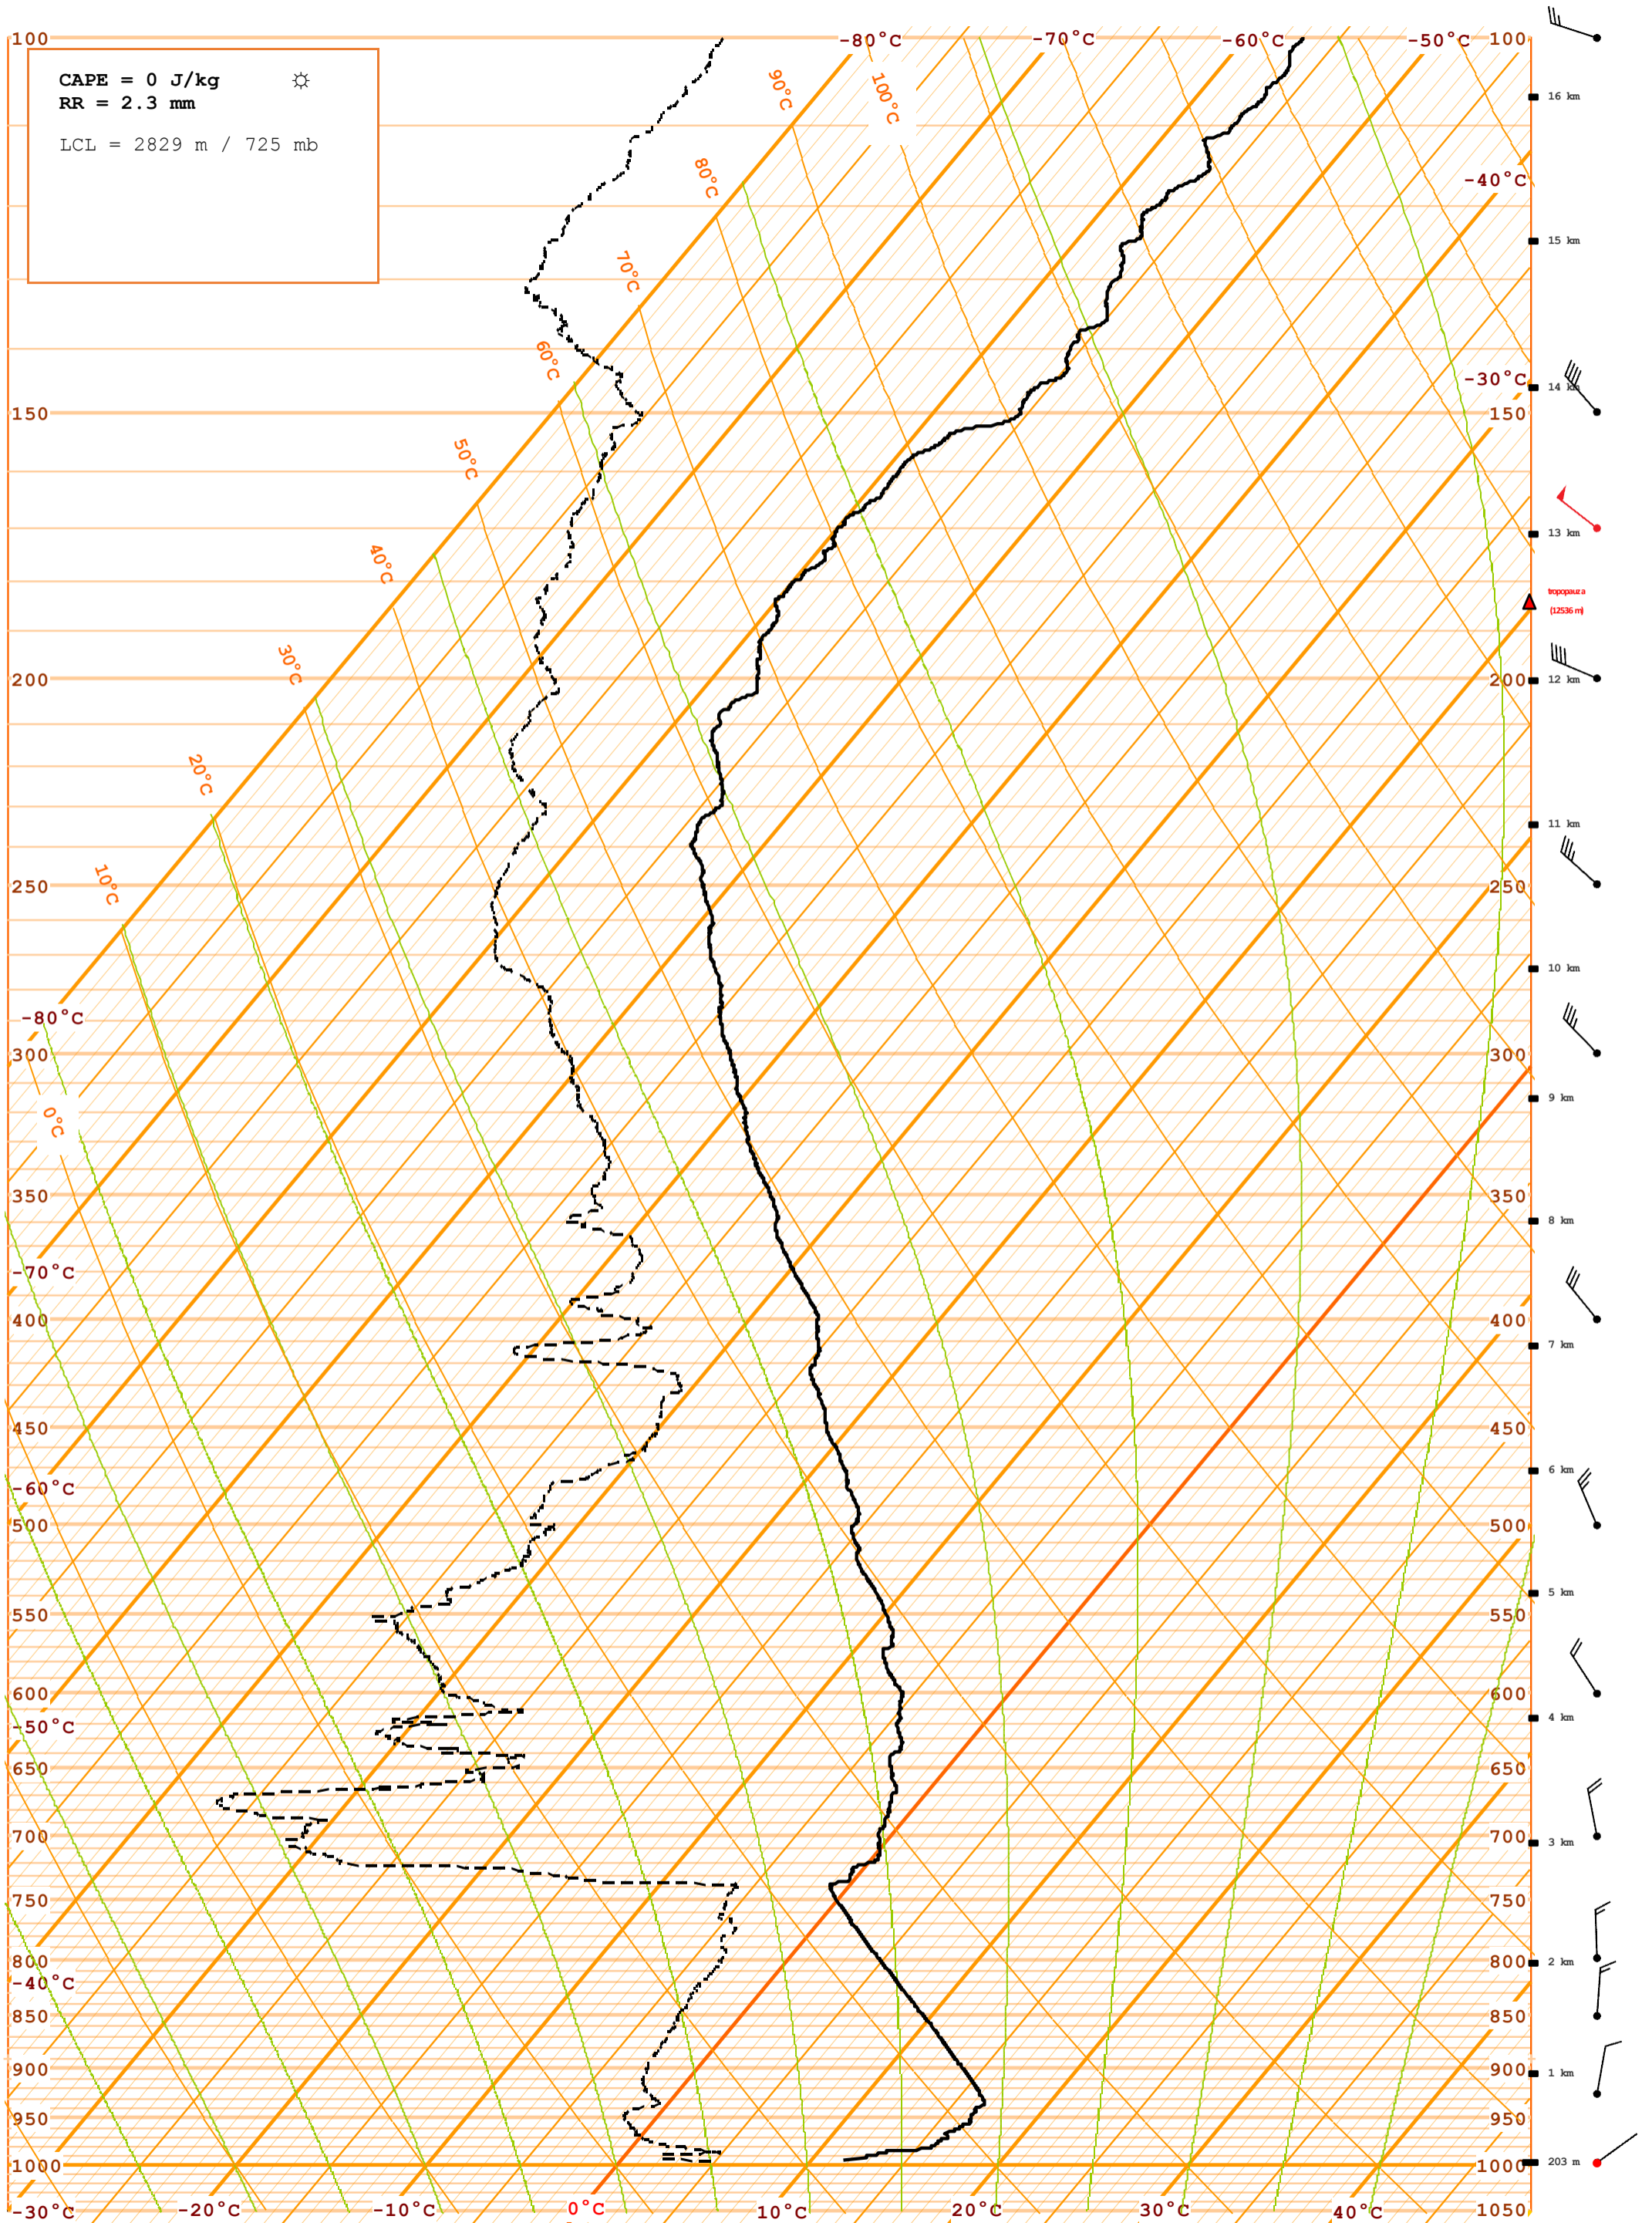 100 -80°C -70°C -60°C -50°C 100
CAPE = 0 J/kg ☼
RR = 2.3 mm
LCL = 2829 m / 725 mb
90°C 100°C
16 km
80°C
-40°C
15 km
70°C
60°C
-30°C 14 km
150 150
50°C
13 km
40°C
tropopauza
(12536 m)
30°C
200 200 12 km
20°C
11 km
10°C
250 250
10 km
-80°C
300 300
0°C
9 km
350 350
8 km
-70°C
400 400
7 km
450 450
6 km
-60°C
500 500
5 km
550 550
600 600
-50°C 4 km
650 650
700 700 3 km
750 750
800 800 2 km
-40°C
850 850
900 900 1 km
950 950
1000 1000 203 m
-30°C -20°C -10°C 0°C 10°C 20°C 30°C 40°C 1050